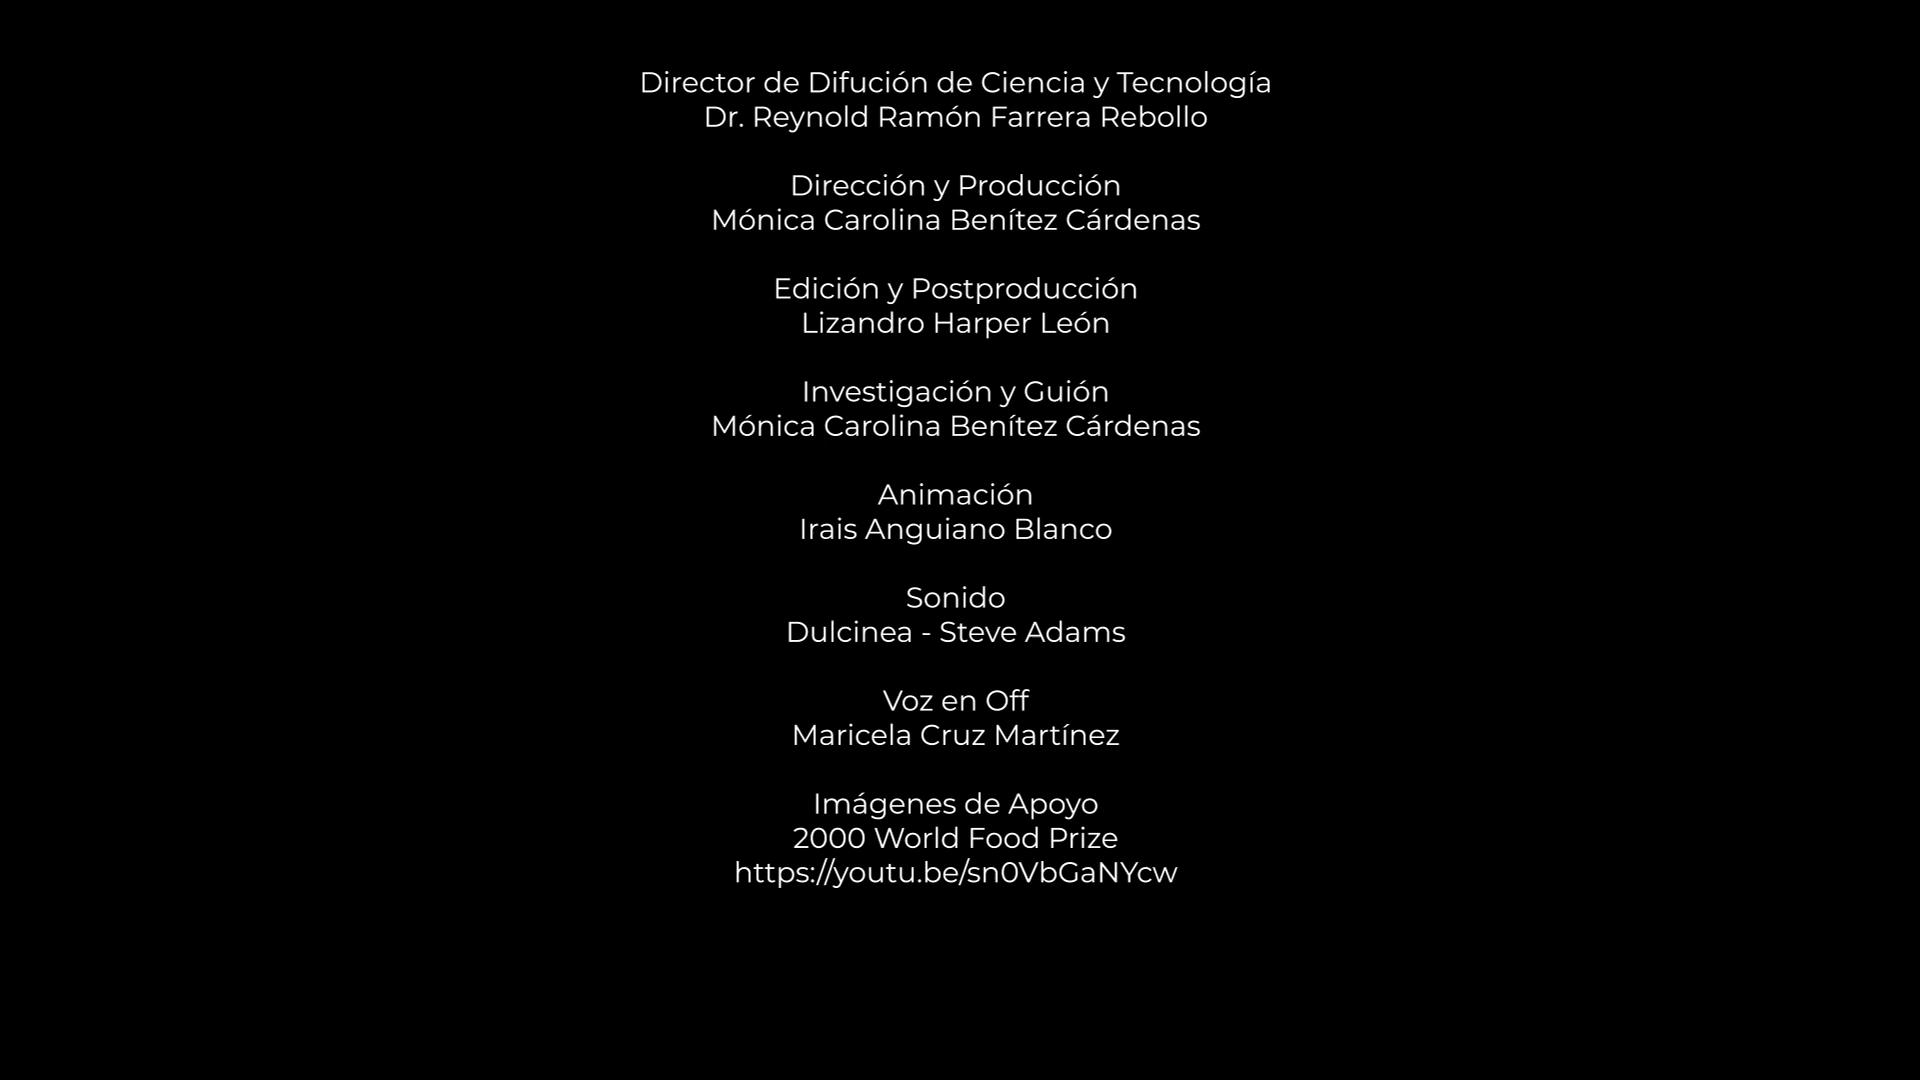 Director de Difución de Ciencia y Tecnología
Dr. Reynold Ramón Farrera Rebollo
Dirección y Producción
Mónica Carolina Benítez Cárdenas
Edición y Postproducción
Lizandro Harper León
Investigación y Guión
Mónica Carolina Benítez Cárdenas
Animación
Irais Anguiano Blanco
Sonido
Dulcinea - Steve Adams
Voz en Off
Maricela Cruz Martínez
Imágenes de Apoyo
2000 World Food Prize
https://youtu.be/sn0VbGaNYcw